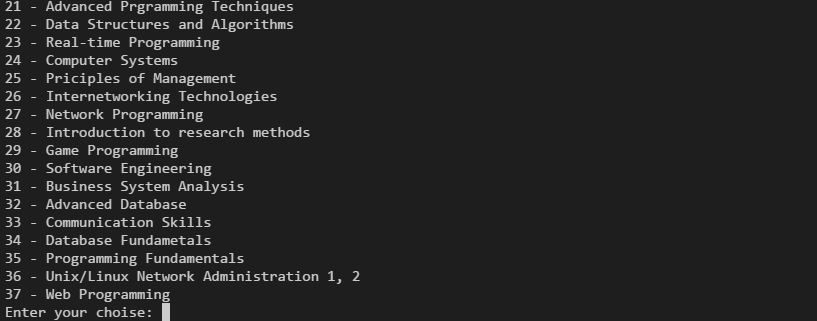 21 - Advanced Prgramming Techniques
22 - Data Structures and Algorithms
23 - Real-time Programming
24 - Computer Systems
25 - Priciples of Management
26 - Internetworking Technologies
27 - Network Programming
28 - Introduction to research methods
29 - Game Programming
30 - Software Engineering
31 - Business System Analysis
32 - Advanced Database
33 - Communication Skills
34 - Database Fundametals
35 - Programming Fundamentals
36 - Unix/Linux Network Administration 1, 2
37 - Web Programming
Enter your choise: